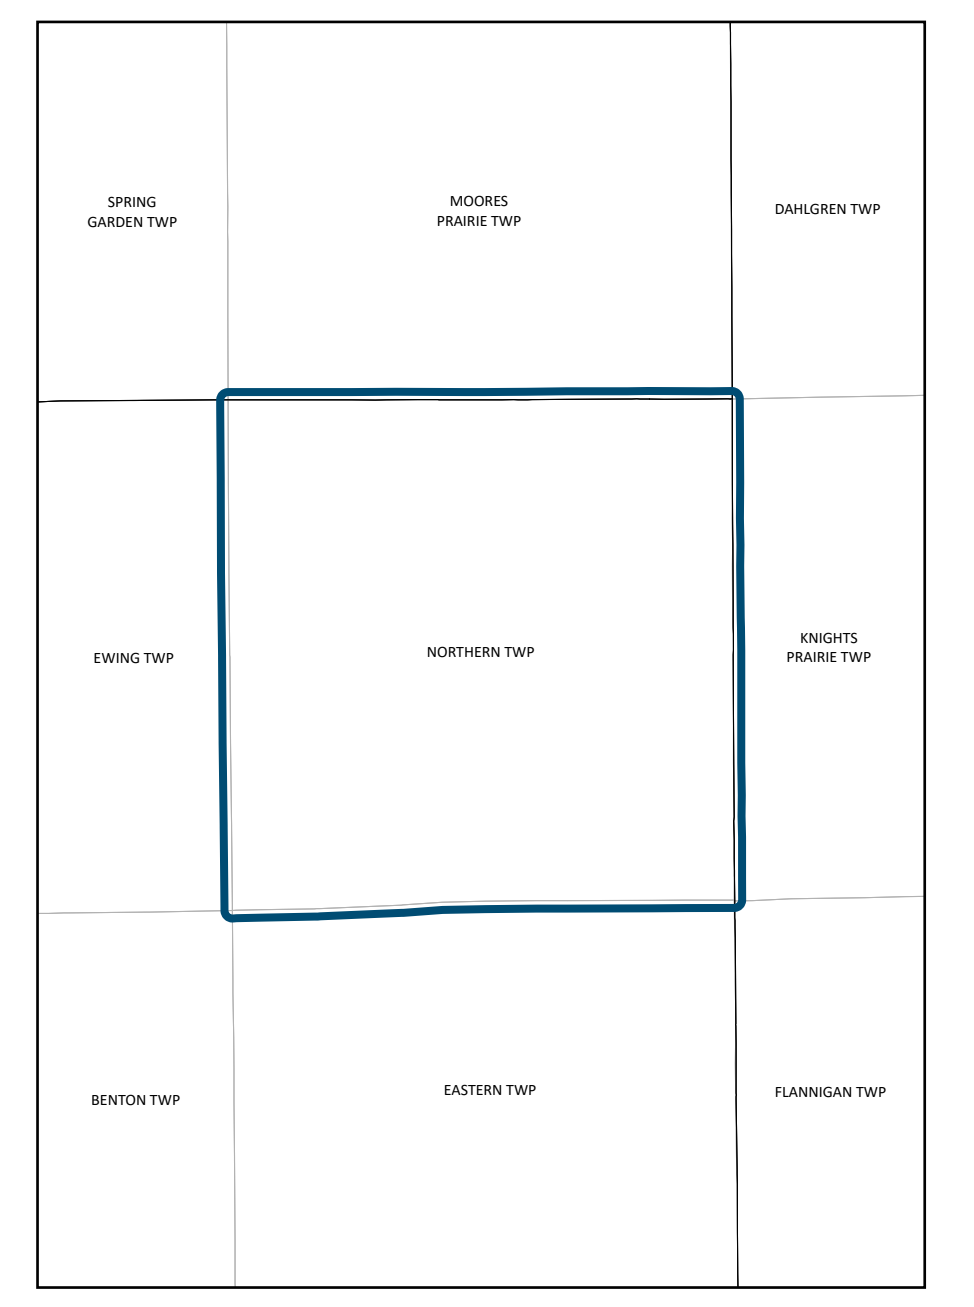 SPRING
GARDEN TWP
MOORES
PRAIRIE TWP
DAHLGREN TWP
EWING TWP
NORTHERN TWP
KNIGHTS
PRAIRIE TWP
BENTON TWP
EASTERN TWP
FLANNIGAN TWP